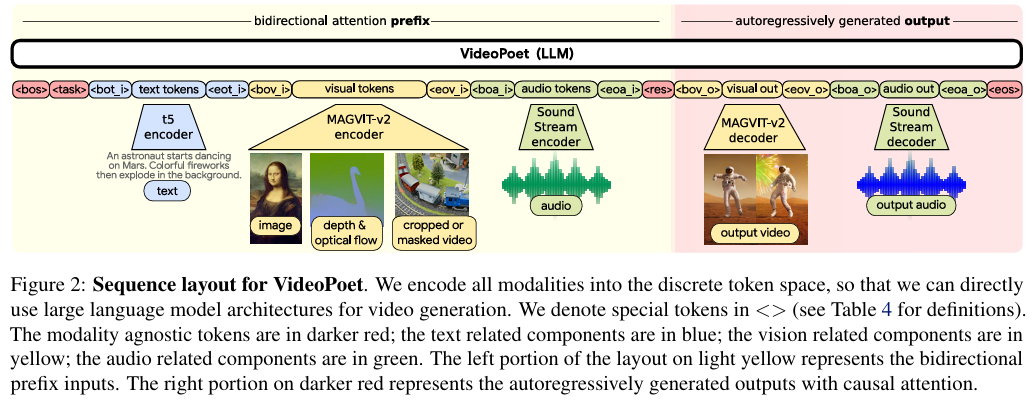 bidirectional attention prefix
autoregressively generated output
VideoPoet (LLM)
<bos> <task> <bot_i> text tokens <eot_i> <bov_i> visual tokens <eov_i> <boa_i> audio tokens <eoa_i> <res> <bov_o> visual out <eov_o> <boa_o> audio out <eoa_o> <eos>
t5
encoder
MAGVIT-v2
encoder
Sound
Stream
encoder
MAGVIT-v2
decoder
Sound
Stream
decoder
An astronaut starts dancing
on Mars. Colorful fireworks
then explode in the background.
text
image
depth &
optical flow
cropped or
masked video
audio
output video
output audio
Figure 2: Sequence layout for VideoPoet. We encode all modalities into the discrete token space, so that we can directly
use large language model architectures for video generation. We denote special tokens in <> (see Table 4 for definitions).
The modality agnostic tokens are in darker red; the text related components are in blue; the vision related components are in
yellow; the audio related components are in green. The left portion of the layout on light yellow represents the bidirectional
prefix inputs. The right portion on darker red represents the autoregressively generated outputs with causal attention.